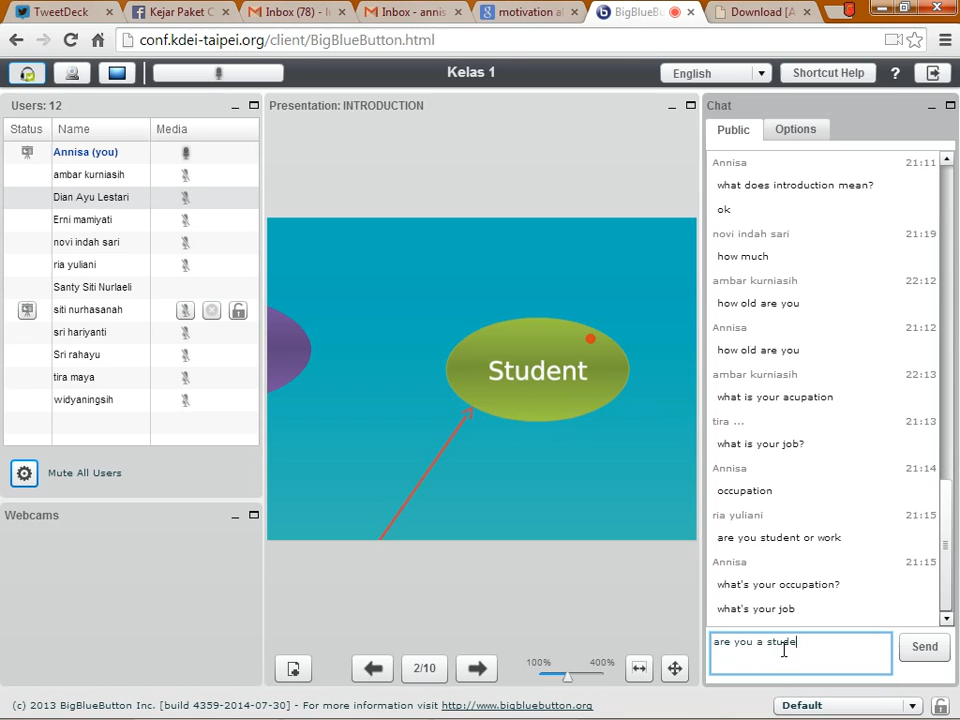 TweetDeck
Kejar Paket C
Inbox (78) - 
Inbox - annis
motivation al
BigBlueBu
Download [A
conf.kdei-taipei.org/client/BigBlueButton.html
Kelas 1
English
Shortcut Help
?
Users: 12
Status Name Media
Annisa (you)
ambar kurniasih
Dian Ayu Lestari
Erni mamiyati
novi indah sari
ria yuliani
Santy Siti Nurlaeli
siti nurhasanah
sri hariyanti
Sri rahayu
tira maya
widyaningsih
Mute All Users
Webcams
Presentation: INTRODUCTION
Student
2/10
100% 400%
Chat
Public Options
Annisa 21:11
what does introduction mean?
ok
novi indah sari 21:19
how much
ambar kurniasih 22:12
how old are you
Annisa 21:12
how old are you
ambar kurniasih 22:13
what is your acupation
tira ... 21:13
what is your job?
Annisa 21:14
occupation
ria yuliani 21:15
are you student or work
Annisa 21:15
what's your occupation?
what's your job
are you a stude
Send
(c) 2013 BigBlueButton Inc. [build 4359-2014-07-30] - For more information visit http://www.bigbluebutton.org
Default